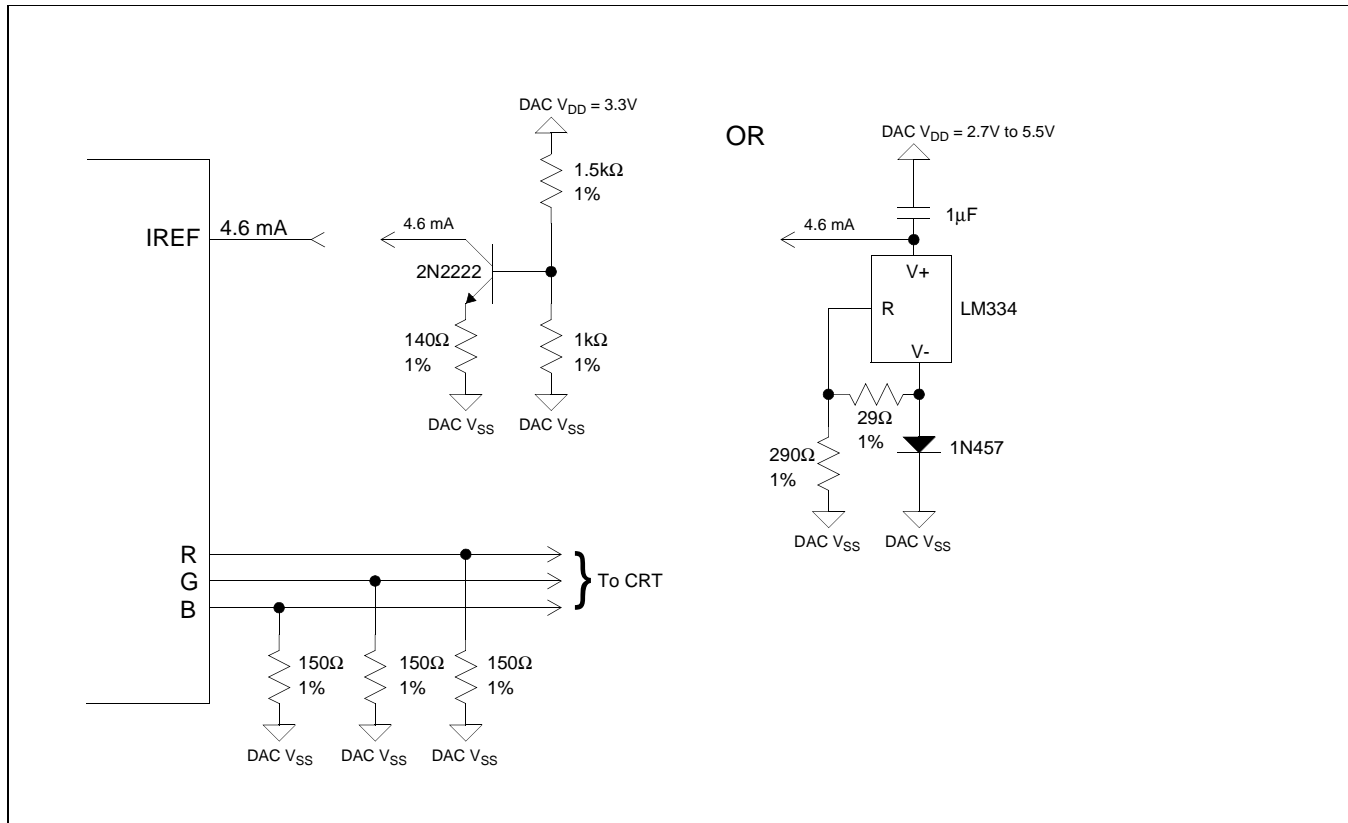 DAC VDD = 3.3V
OR
DAC VDD = 2.7V to 5.5V
1.5kΩ
1%
1μF
IREF
4.6 mA
4.6 mA
4.6 mA
2N2222
V+
R
LM334
V-
140Ω
1%
1kΩ
1%
DAC VSS
DAC VSS
29Ω
1%
1N457
290Ω
1%
DAC VSS
DAC VSS
R
G
B
} To CRT
150Ω
1%
150Ω
1%
150Ω
1%
DAC VSS
DAC VSS
DAC VSS